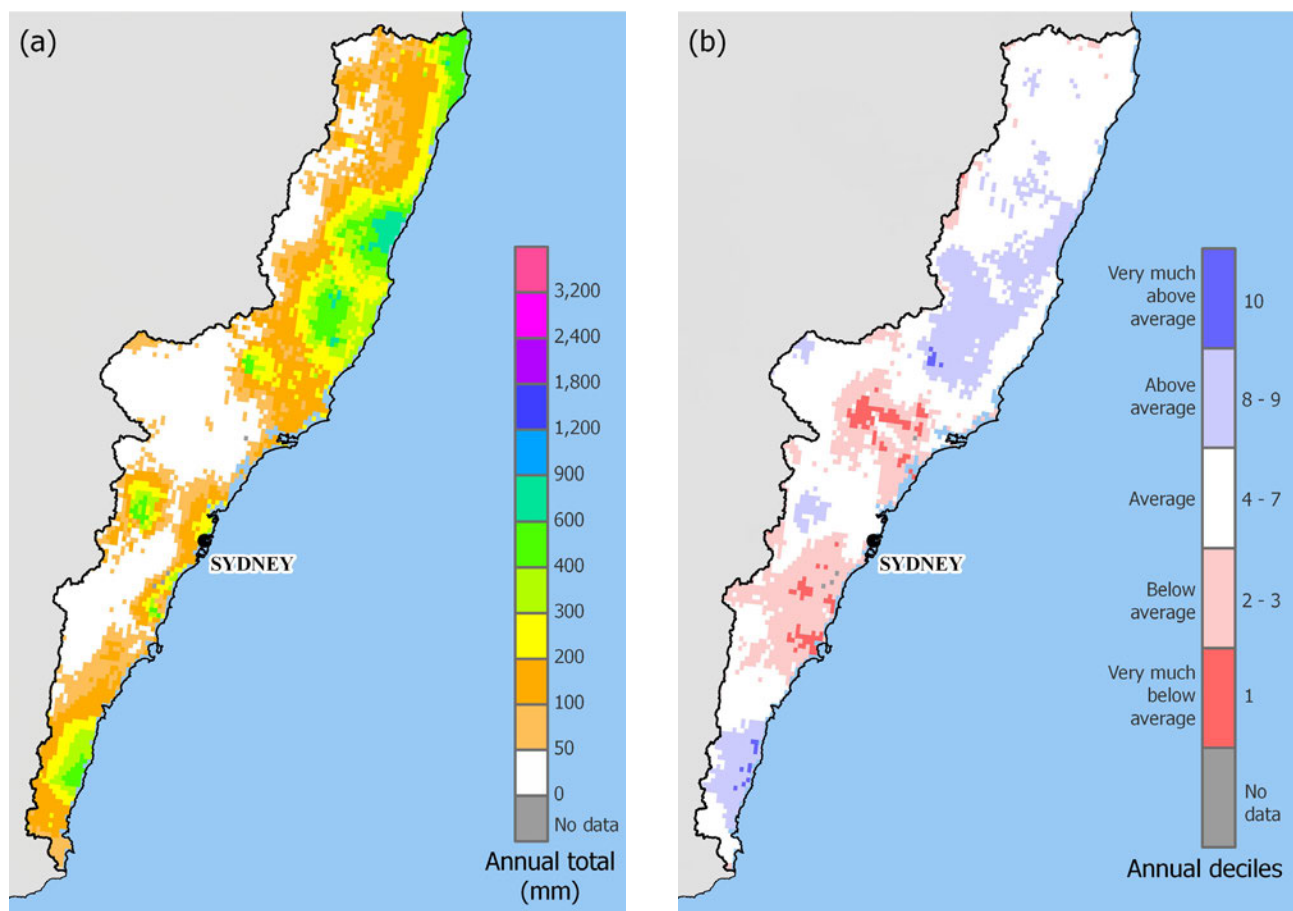 (a)
SYDNEY
3,200
2,400
1,800
1,200
900
600
400
300
200
100
50
0
No data
Annual total
(mm)
(b)
SYDNEY
Very much
above
average
10
Above
average
8 - 9
Average
4 - 7
Below
average
2 - 3
Very much
below
average
1
No
data
Annual deciles